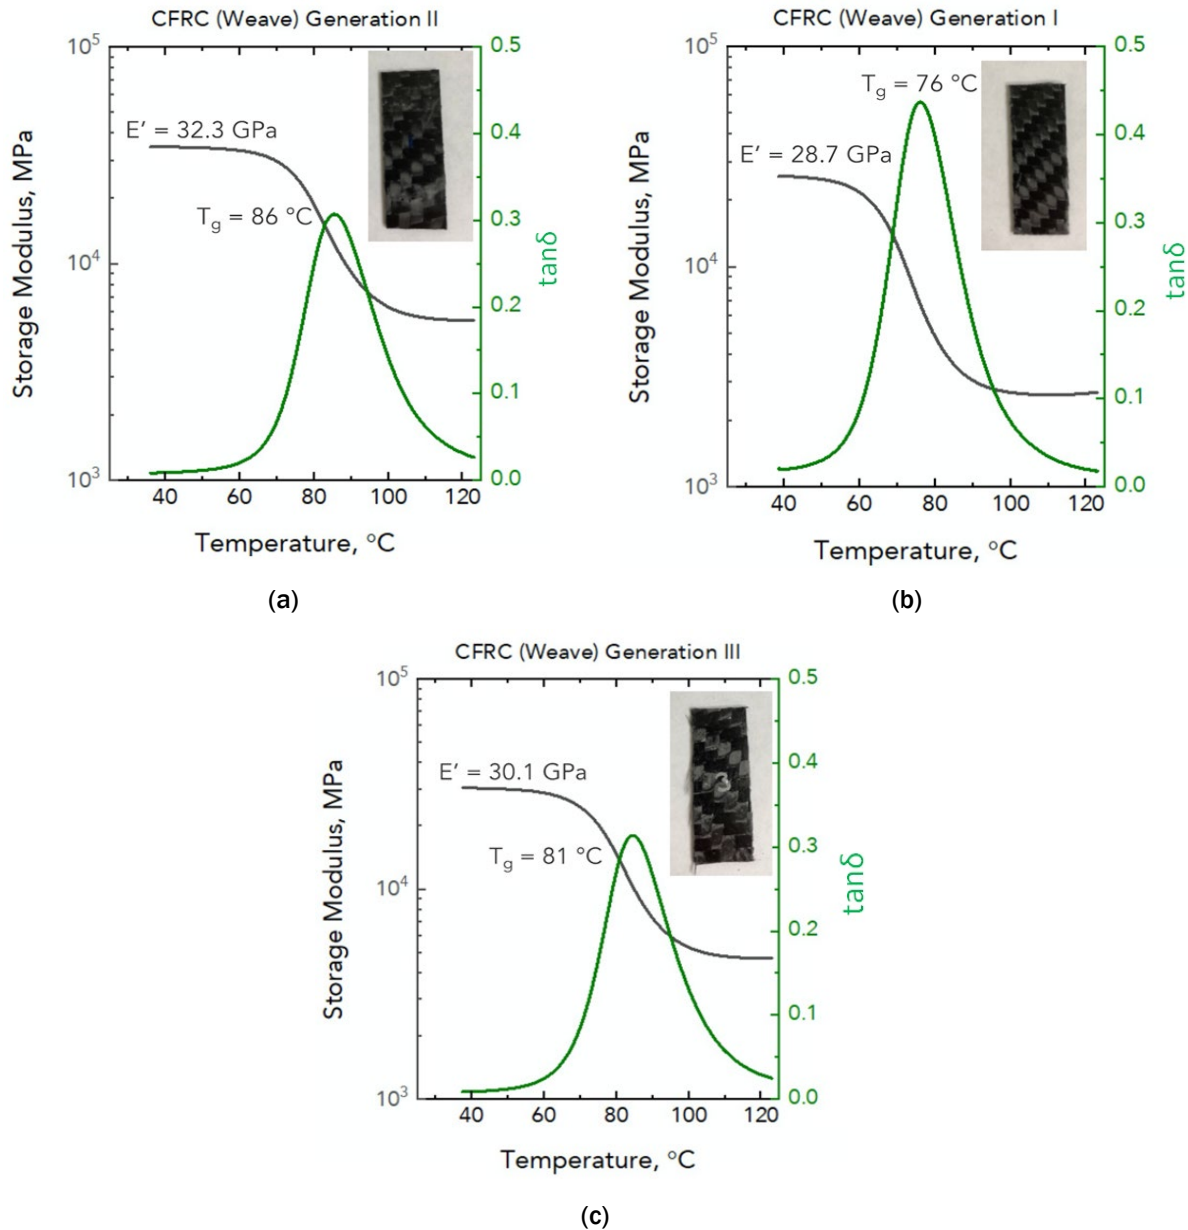 CFRC (Weave) Generation II
10⁵
10⁴
10³
Storage Modulus, MPa
E' = 32.3 GPa
T_g = 86 °C
0.5
0.4
0.3
0.2
0.1
0.0
tanδ
40 60 80 100 120
Temperature, °C
(a)
CFRC (Weave) Generation I
10⁵
10⁴
10³
Storage Modulus, MPa
T_g = 76 °C
E' = 28.7 GPa
0.5
0.4
0.3
0.2
0.1
0.0
tanδ
40 60 80 100 120
Temperature, °C
(b)
CFRC (Weave) Generation III
10⁵
10⁴
10³
Storage Modulus, MPa
E' = 30.1 GPa
T_g = 81 °C
0.5
0.4
0.3
0.2
0.1
0.0
tanδ
40 60 80 100 120
Temperature, °C
(c)